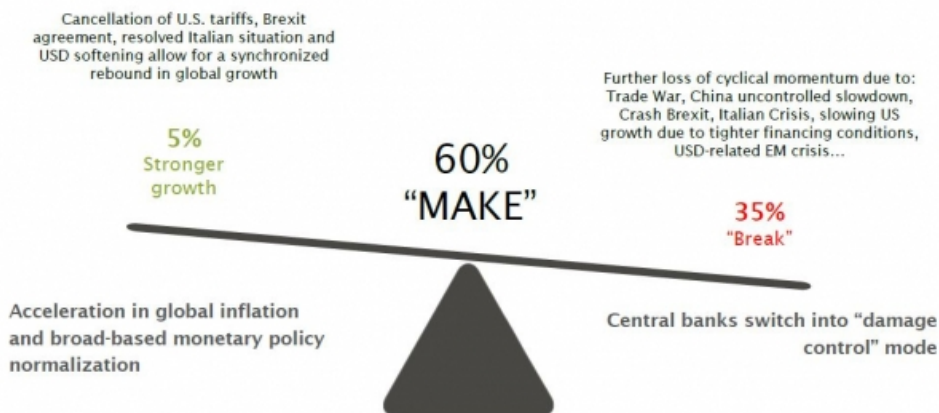 Cancellation of U.S. tariffs, Brexit
agreement, resolved Italian situation and
USD softening allow for a synchronized
rebound in global growth
5%
Stronger
growth
60%
“MAKE”
Further loss of cyclical momentum due to:
Trade War, China uncontrolled slowdown,
Crash Brexit, Italian Crisis, slowing US
growth due to tighter financing conditions,
USD-related EM crisis...
35%
“Break”
Acceleration in global inflation
and broad-based monetary policy
normalization
Central banks switch into “damage
control” mode